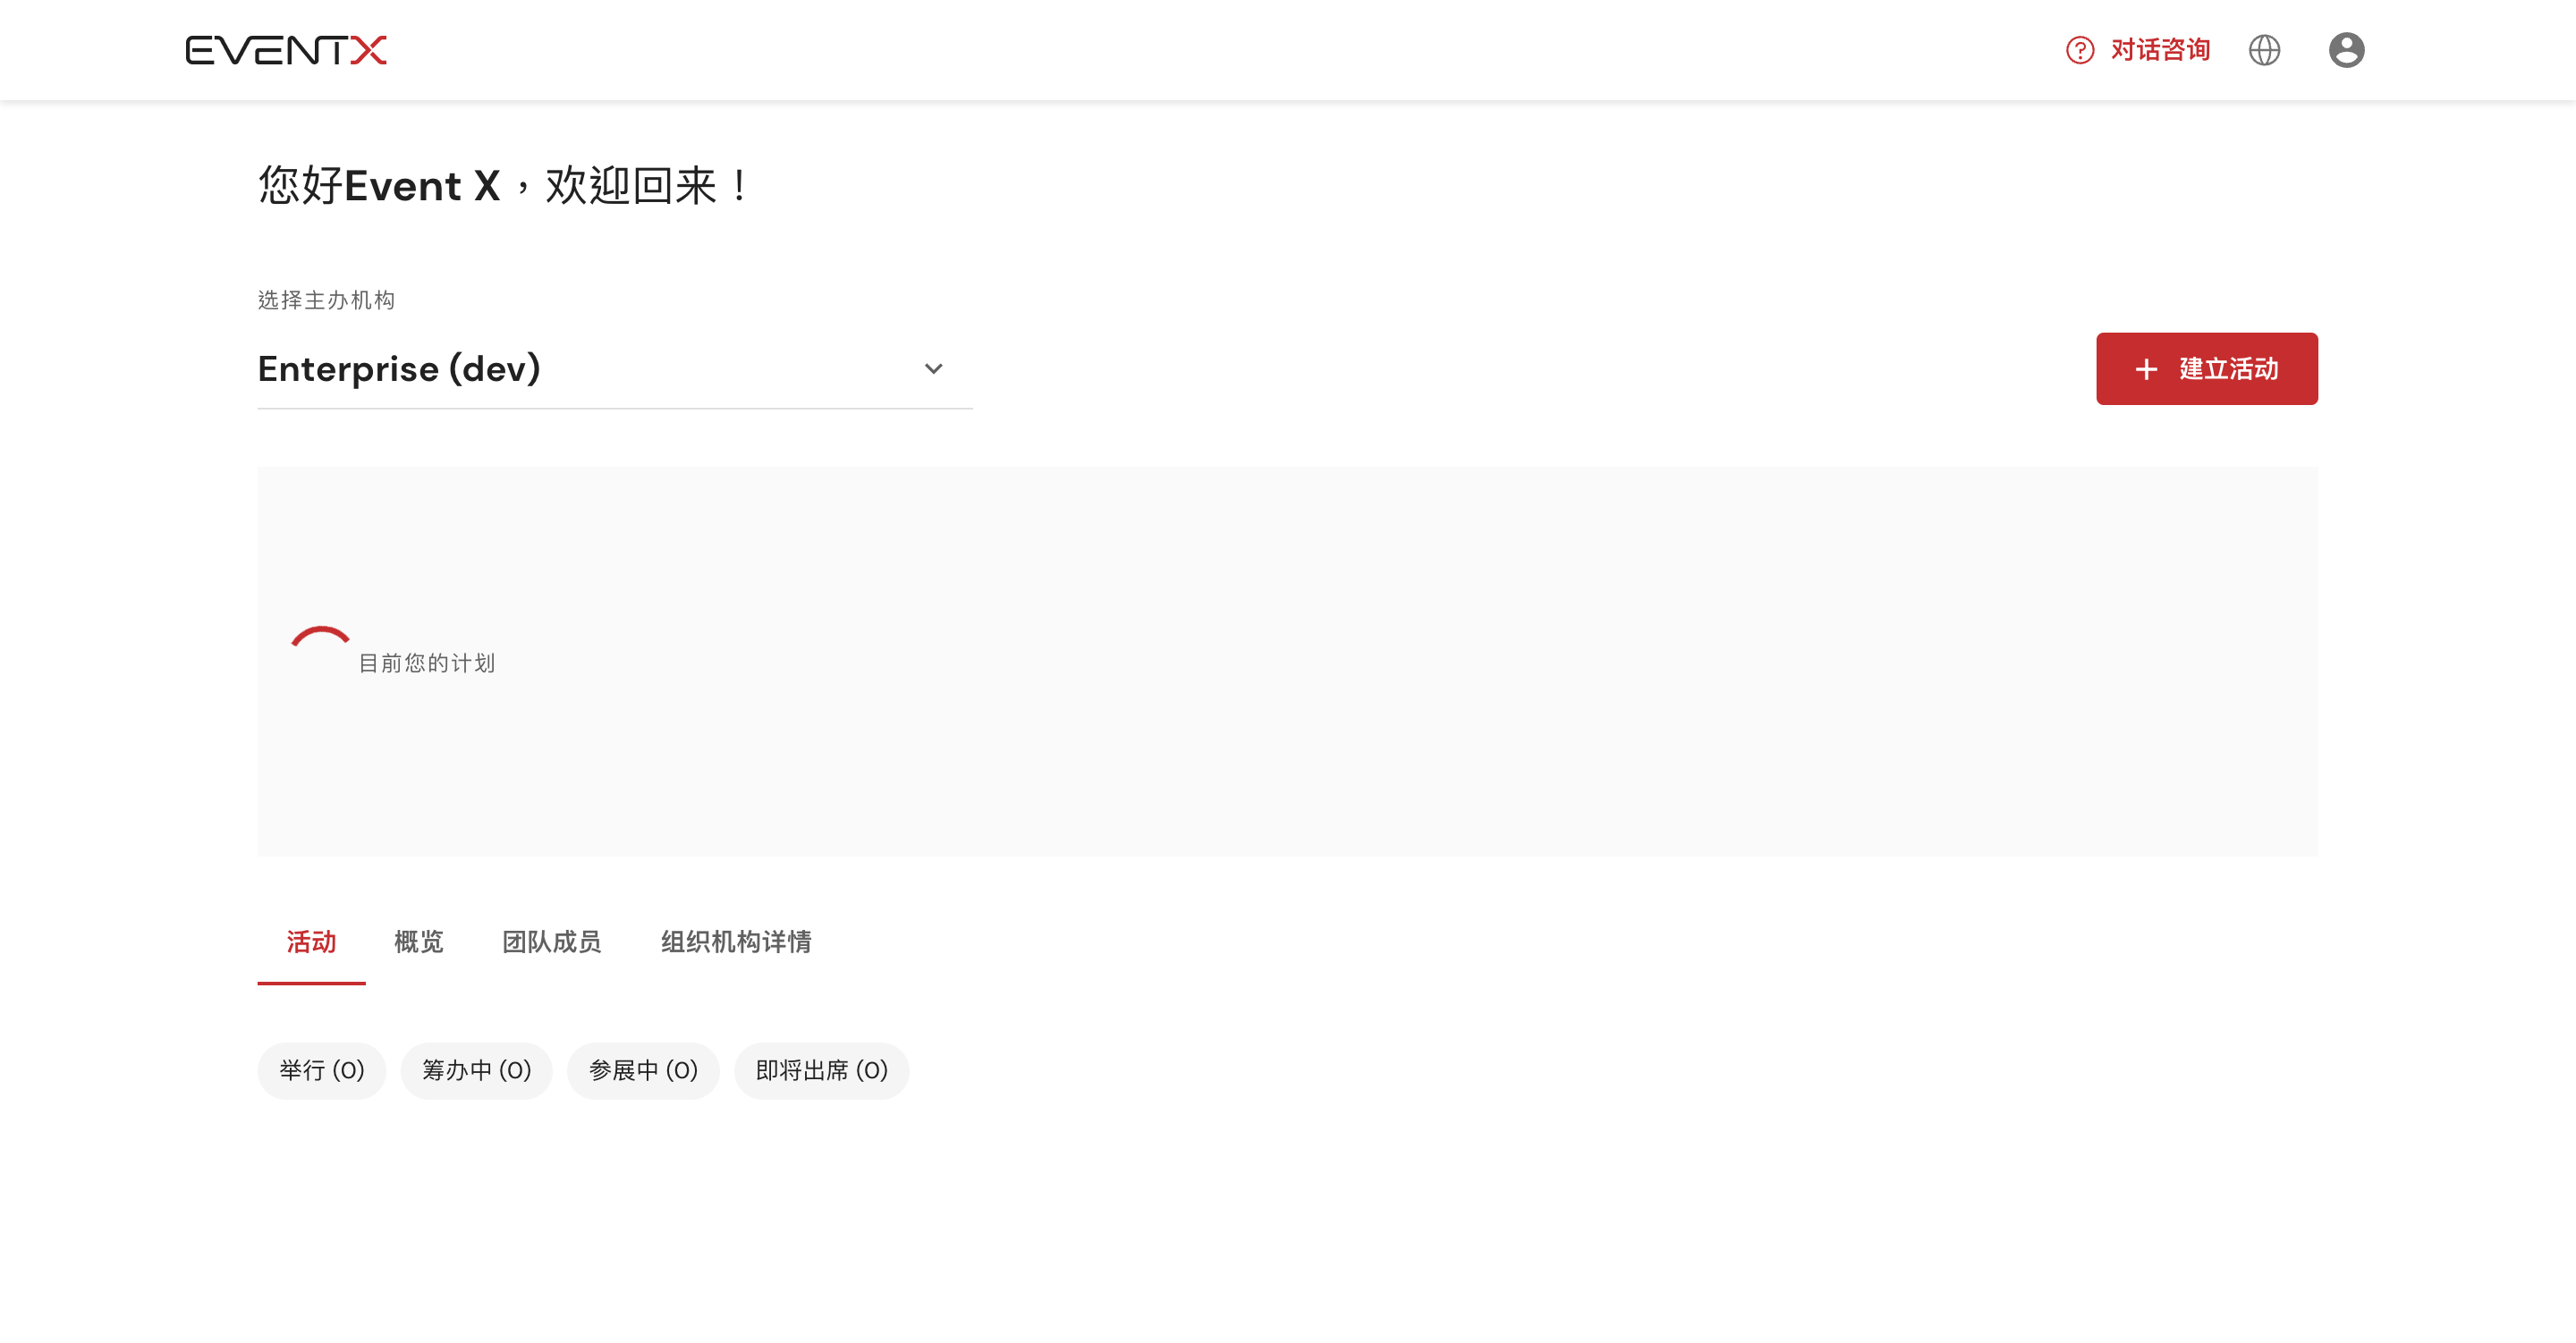 EVENTX
对话咨询
您好Event X，欢迎回来！
选择主办机构
Enterprise (dev)
建立活动
目前您的计划
活动 概览 团队成员 组织机构详情
举行 (0) 筹办中 (0) 参展中 (0) 即将出席 (0)